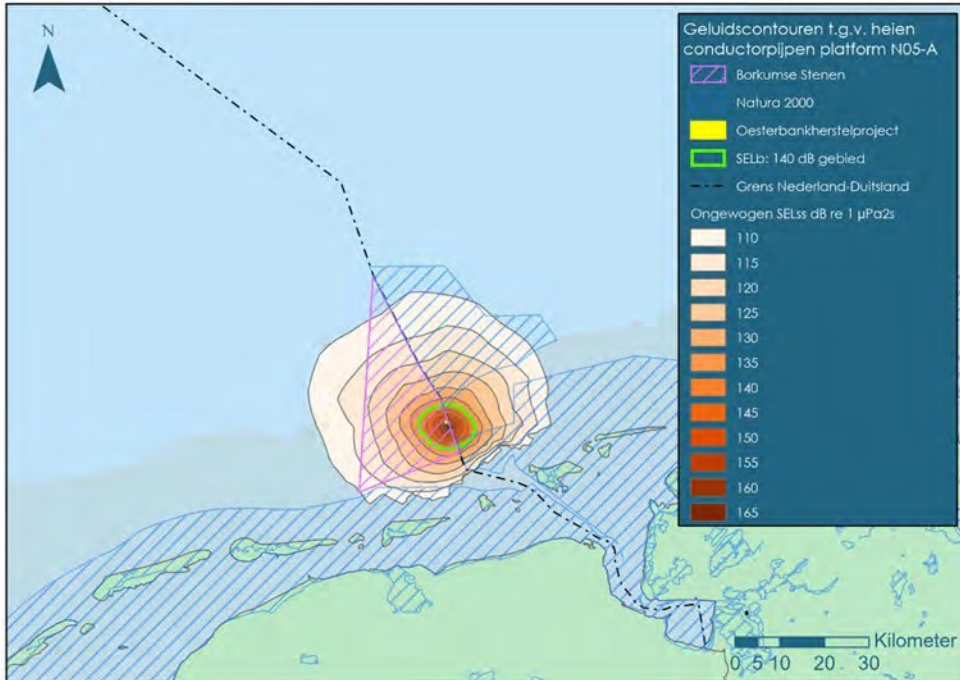 N
Geluidscontouren t.g.v. heien
conductorpijpen platform N05-A
Borkumse Stenen
Natura 2000
Oesterbankherstelproject
SELb: 140 dB gebied
Grens Nederland-Duitsland
Ongewogen SELss dB re 1 µPa2s
110
115
120
125
130
135
140
145
150
155
160
165
Kilometer
0 5 10 20 30